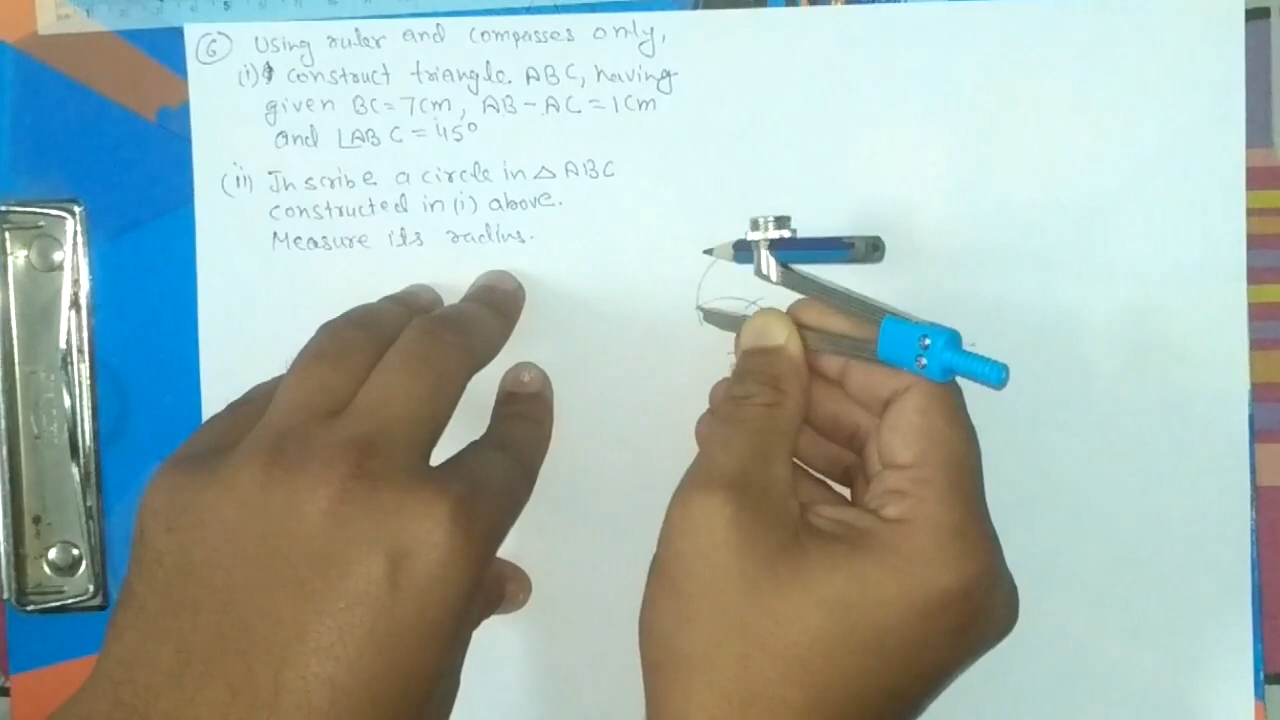 (6) Using ruler and compasses only,
(i) construct triangle. ABC, having
given BC = 7cm, AB - AC = 1cm
and ∠ABC = 45°
(ii) Inscribe a circle in △ ABC
constructed in (i) above.
Measure its radius.